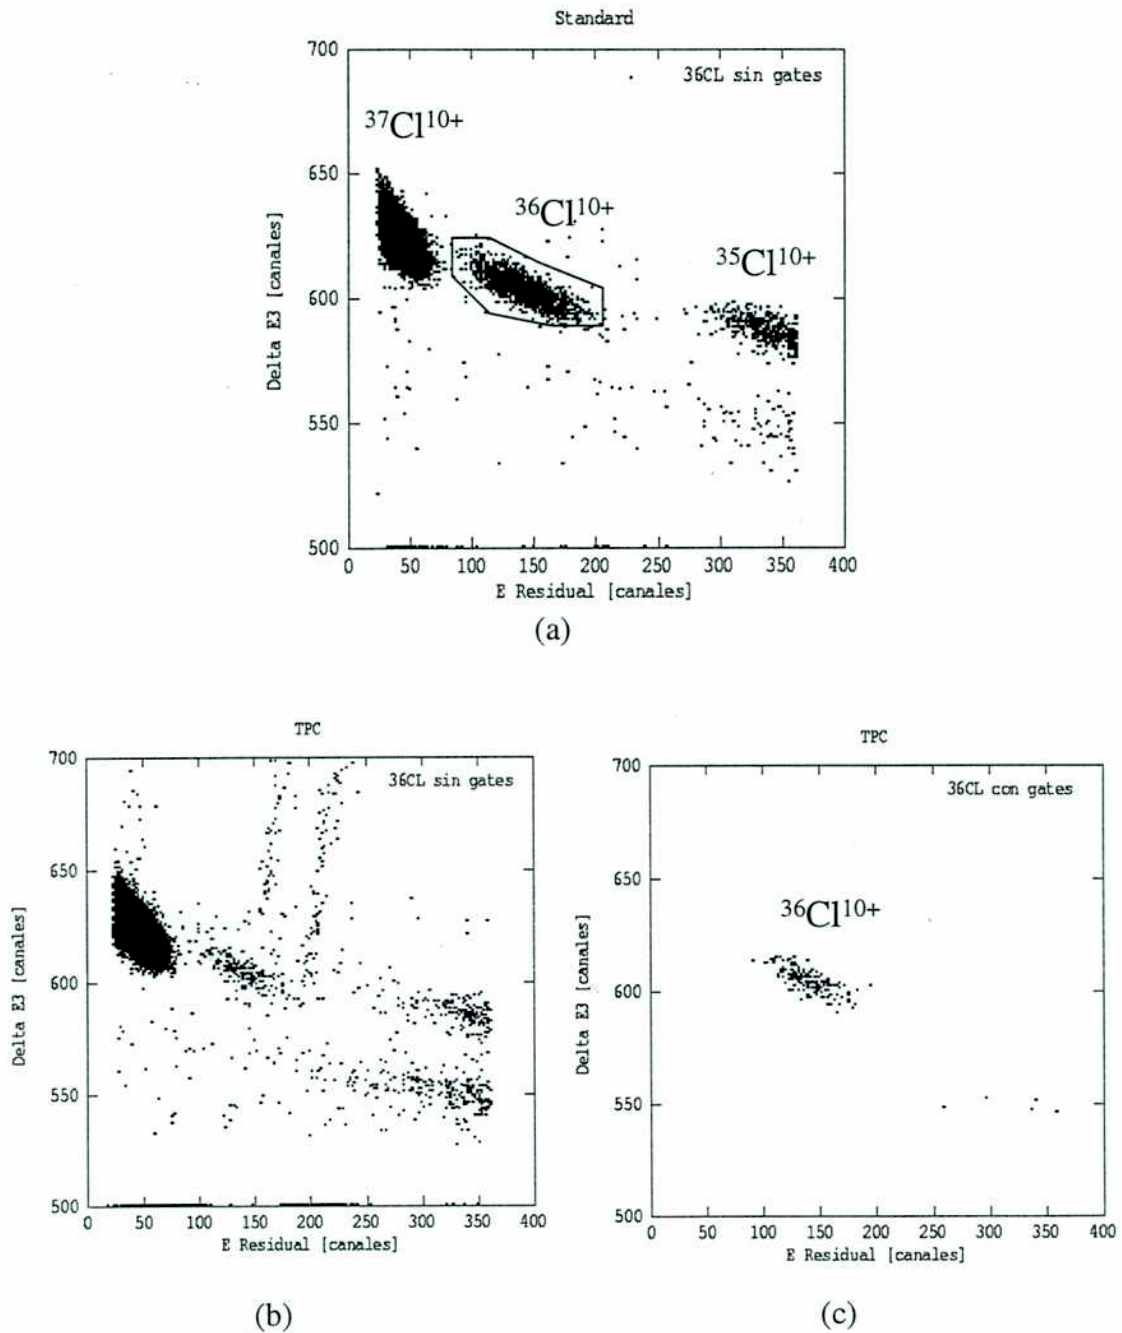 Standard
700
36CL sin gates
³⁷Cl¹⁰⁺
650
³⁶Cl¹⁰⁺
³⁵Cl¹⁰⁺
Delta E3 [canales]
600
550
500
0 50 100 150 200 250 300 350 400
E Residual [canales]
(a)
TPC
700
36CL sin gates
650
Delta E3 [canales]
600
550
500
0 50 100 150 200 250 300 350 400
E Residual [canales]
(b)
TPC
700
36CL con gates
650
³⁶Cl¹⁰⁺
Delta E3 [canales]
600
550
500
0 50 100 150 200 250 300 350 400
E Residual [canales]
(c)